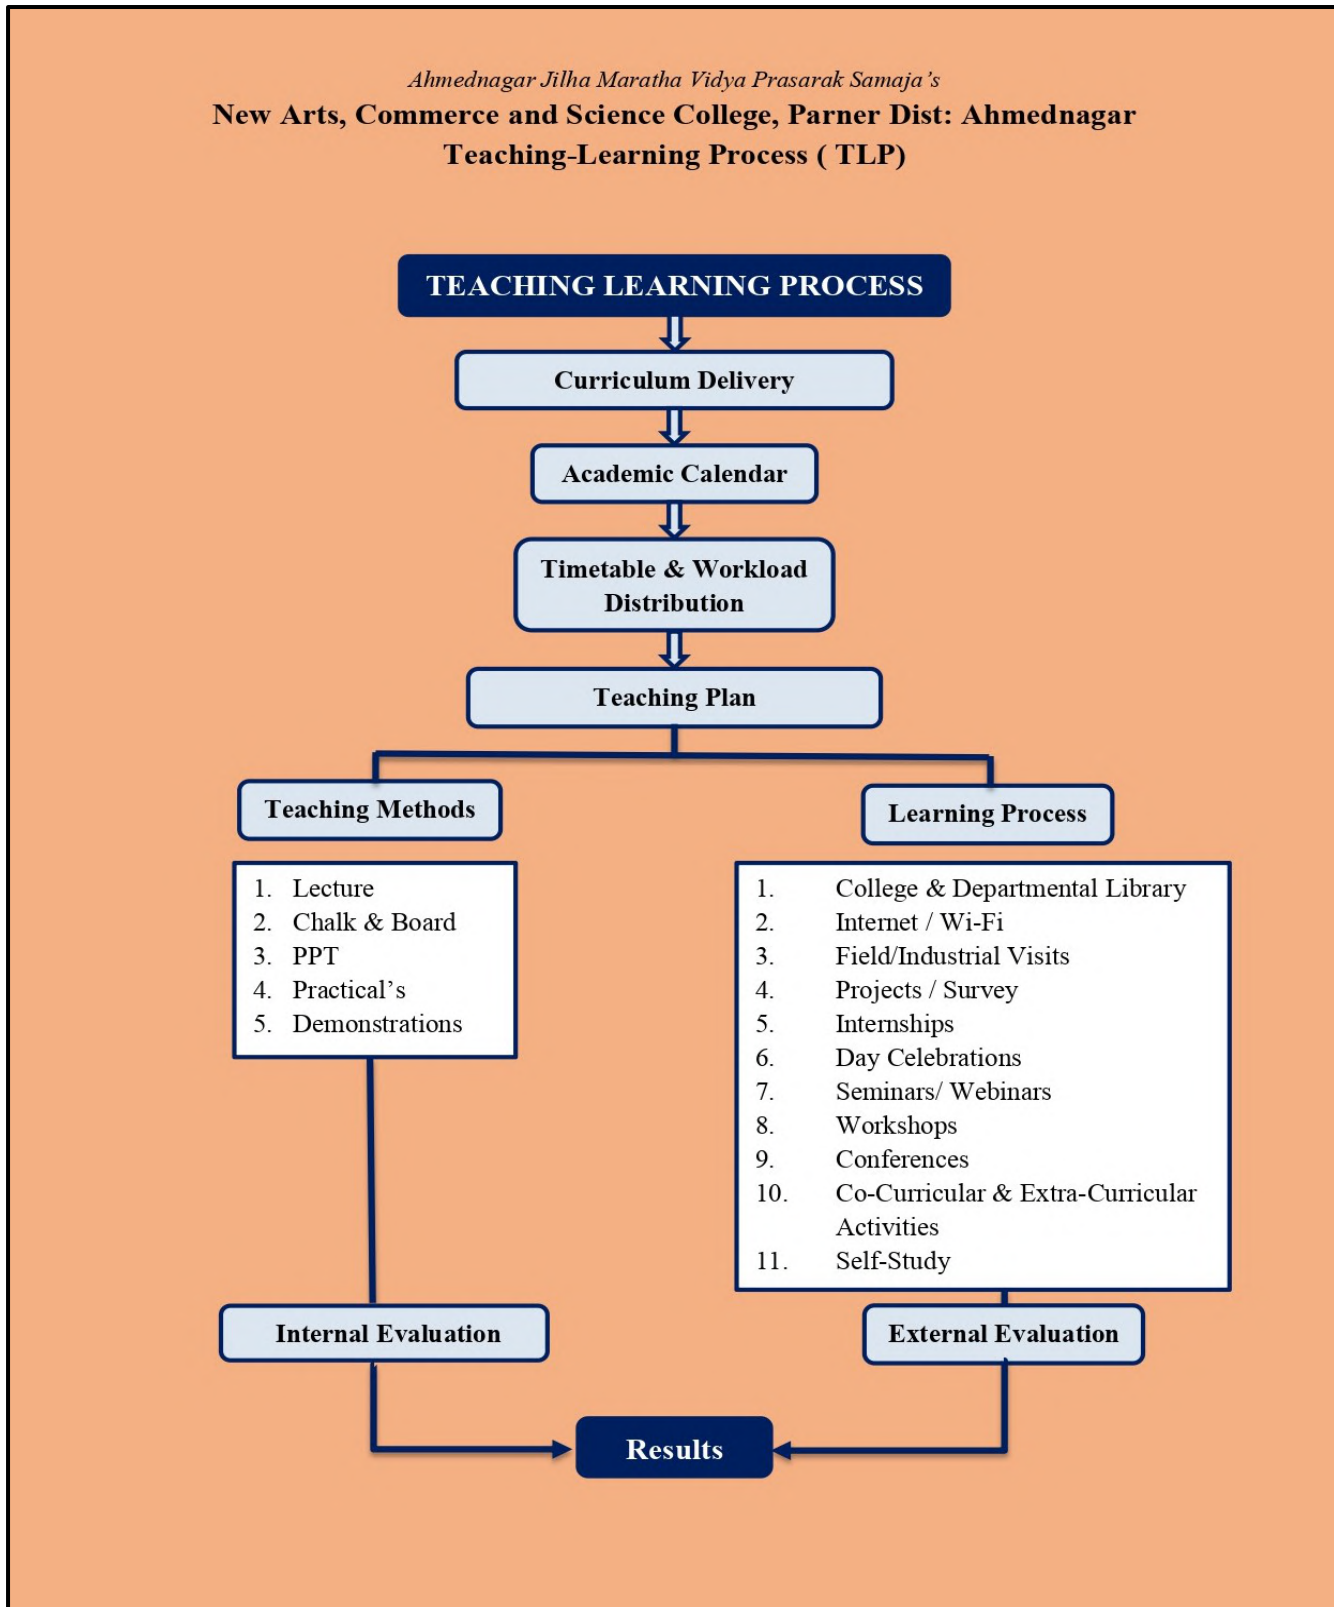 Ahmednagar Jilha Maratha Vidya Prasarak Samaja’s
New Arts, Commerce and Science College, Parner Dist: Ahmednagar
Teaching-Learning Process ( TLP)
TEACHING LEARNING PROCESS
Curriculum Delivery
Academic Calendar
Timetable & Workload
Distribution
Teaching Plan
Teaching Methods
1. Lecture
2. Chalk & Board
3. PPT
4. Practical’s
5. Demonstrations
Internal Evaluation
Learning Process
1. College & Departmental Library
2. Internet / Wi-Fi
3. Field/Industrial Visits
4. Projects / Survey
5. Internships
6. Day Celebrations
7. Seminars/ Webinars
8. Workshops
9. Conferences
10. Co-Curricular & Extra-Curricular
Activities
11. Self-Study
External Evaluation
Results